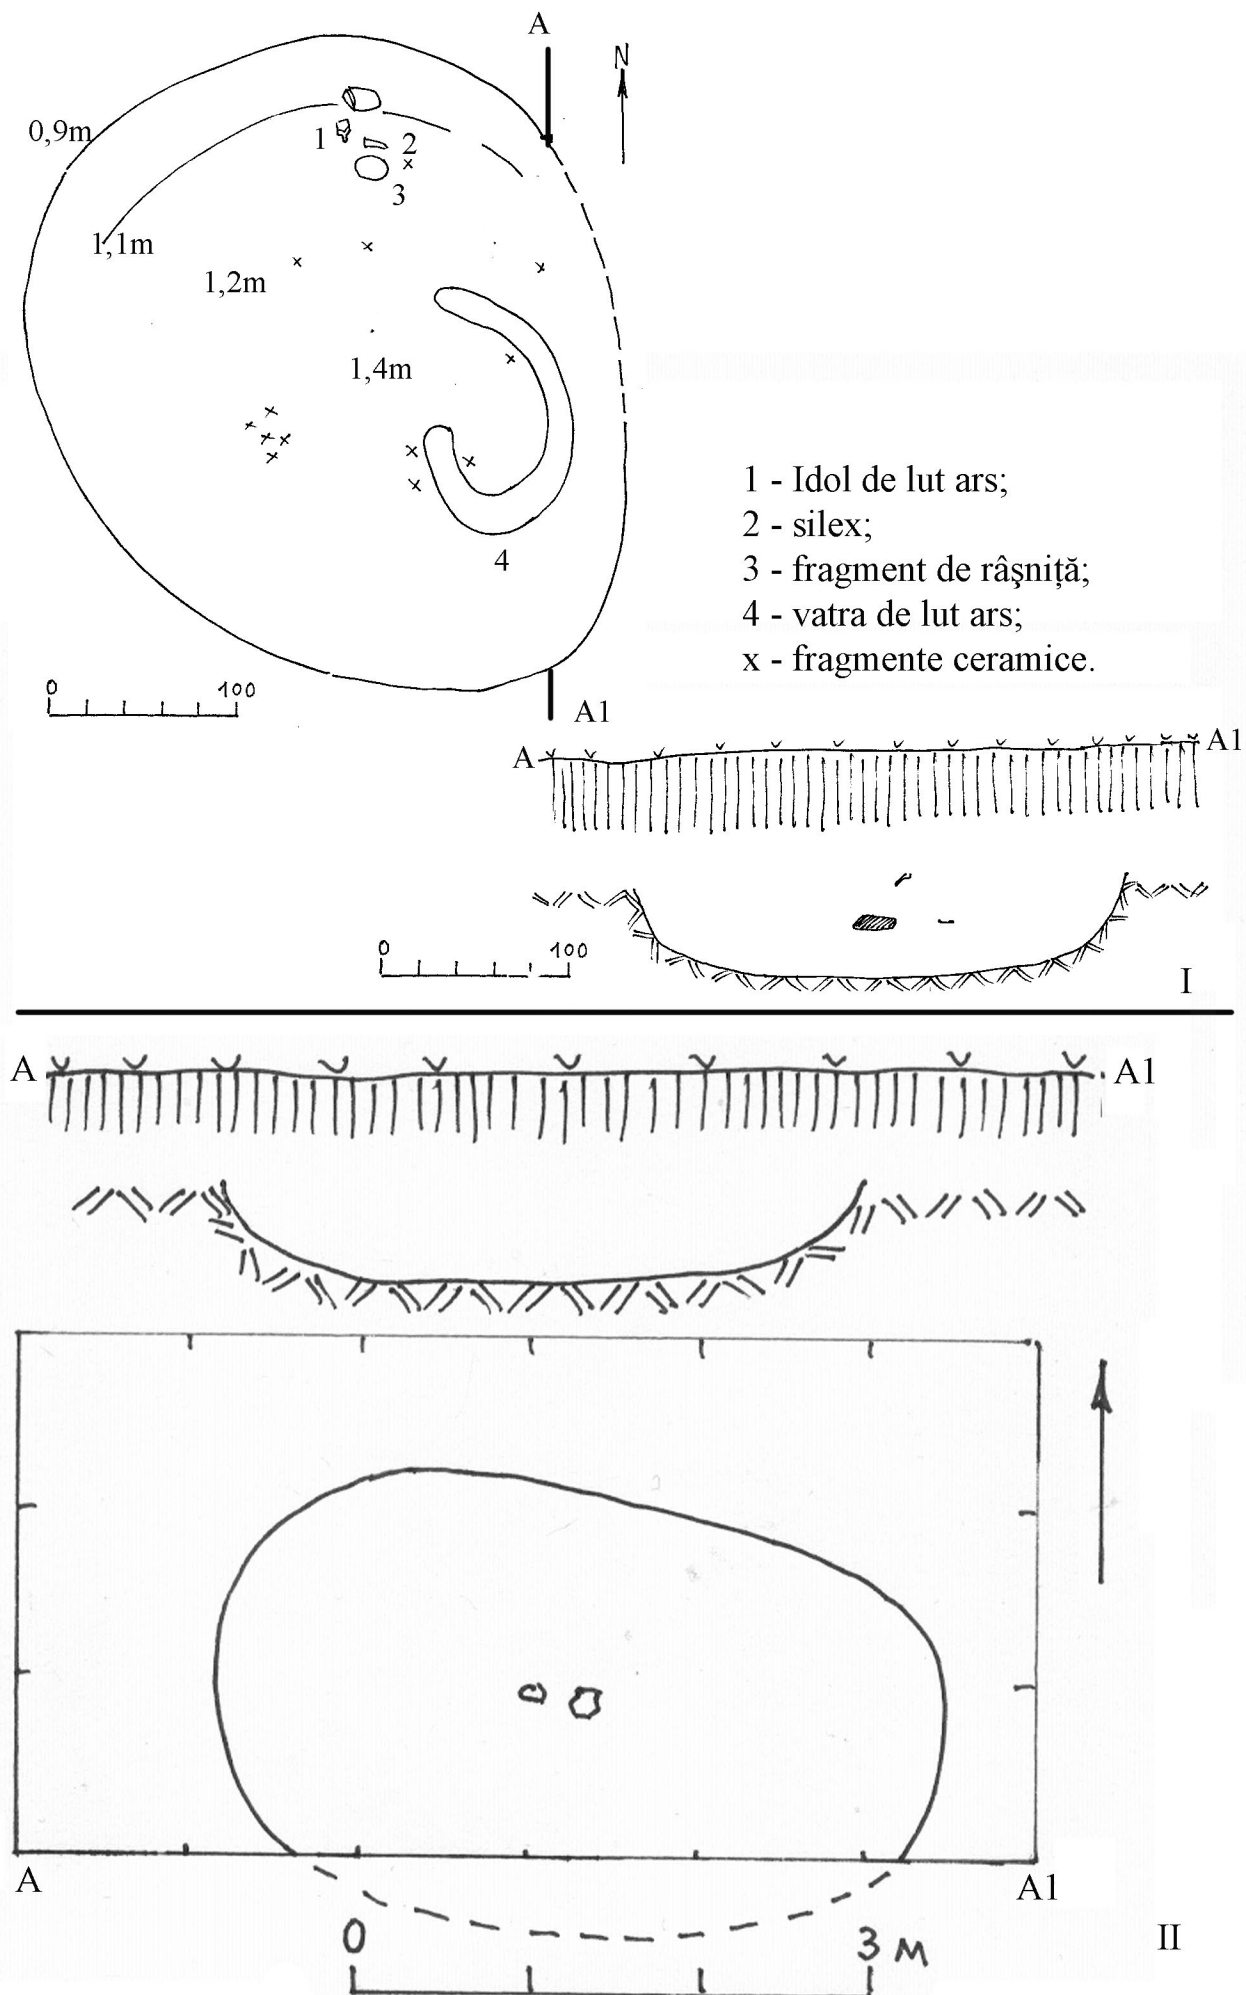 A
N
0,9m
1
2
3
1,1m
1,2m
1,4m
4
1 - Idol de lut ars;
2 - silex;
3 - fragment de râşniţă;
4 - vatra de lut ars;
x - fragmente ceramice.
0 100
A1
A A1
0 100
I
A A1
A A1
0 3 м
II